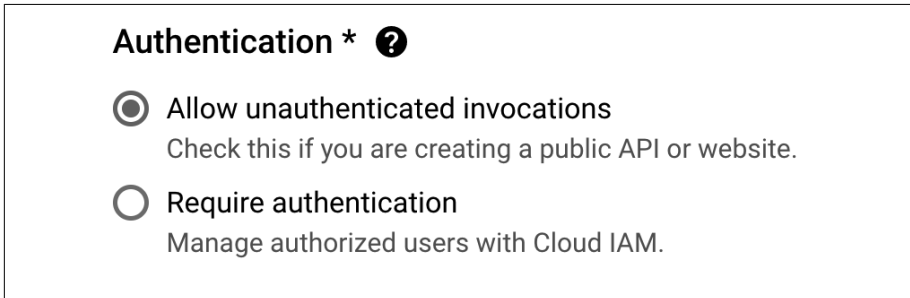 Authentication * ?
Allow unauthenticated invocations
Check this if you are creating a public API or website.
Require authentication
Manage authorized users with Cloud IAM.